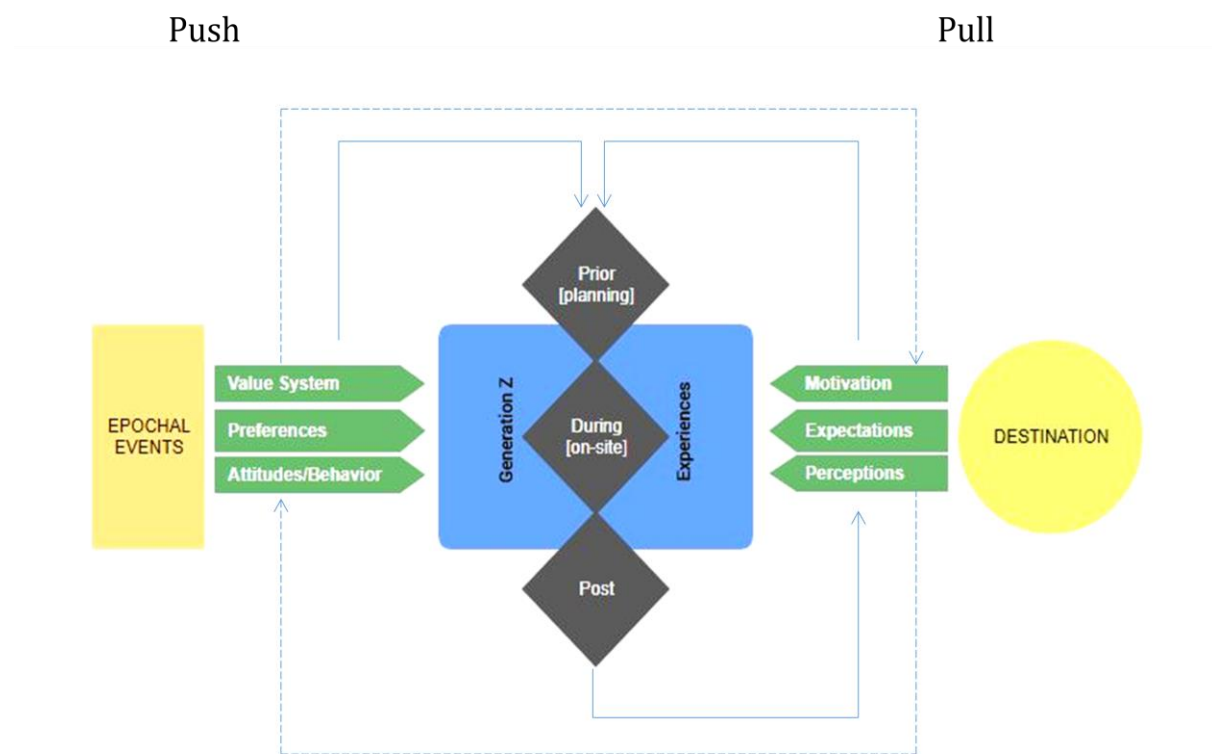 Push
Pull
Prior
[planning]
EPOCHAL
EVENTS
Value System
Preferences
Attitudes/Behavior
Generation Z
During
[on-site]
Experiences
Motivation
Expectations
Perceptions
DESTINATION
Post